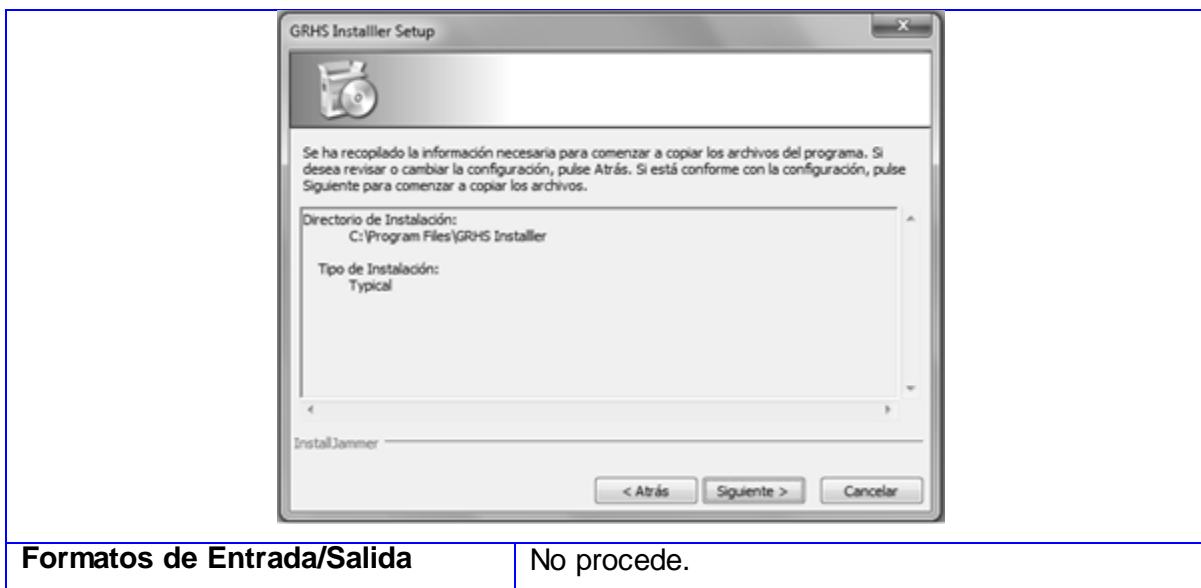 GRHS Installler Setup
x
Se ha recopilado la información necesaria para comenzar a copiar los archivos del programa. Si
desea revisar o cambiar la configuración, pulse Atrás. Si está conforme con la configuración, pulse
Siguiente para comenzar a copiar los archivos.
Directorio de Instalación:
C:\Program Files\GRHS Installler
Tipo de Instalación:
Typical
InstallJammer
< Atrás Siguiente > Cancelar
Formatos de Entrada/Salida No procede.